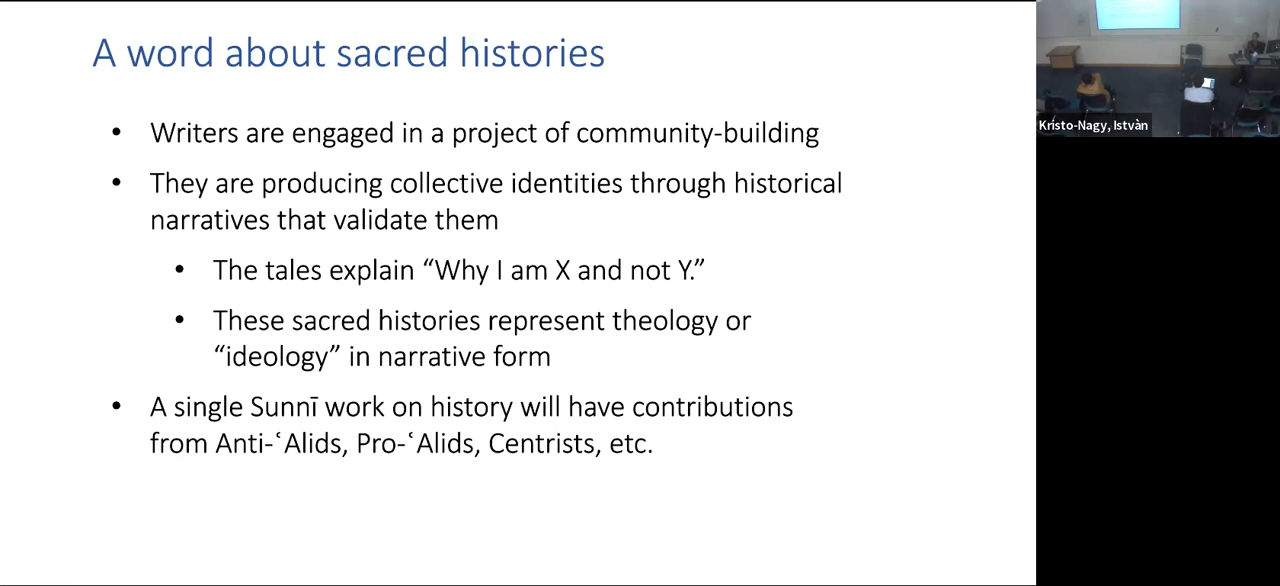 A word about sacred histories
• Writers are engaged in a project of community-building
• They are producing collective identities through historical
narratives that validate them
• The tales explain “Why I am X and not Y.”
• These sacred histories represent theology or
“ideology” in narrative form
• A single Sunnī work on history will have contributions
from Anti-ʿAlids, Pro-ʿAlids, Centrists, etc.
Kristo-Nagy, Istvàn